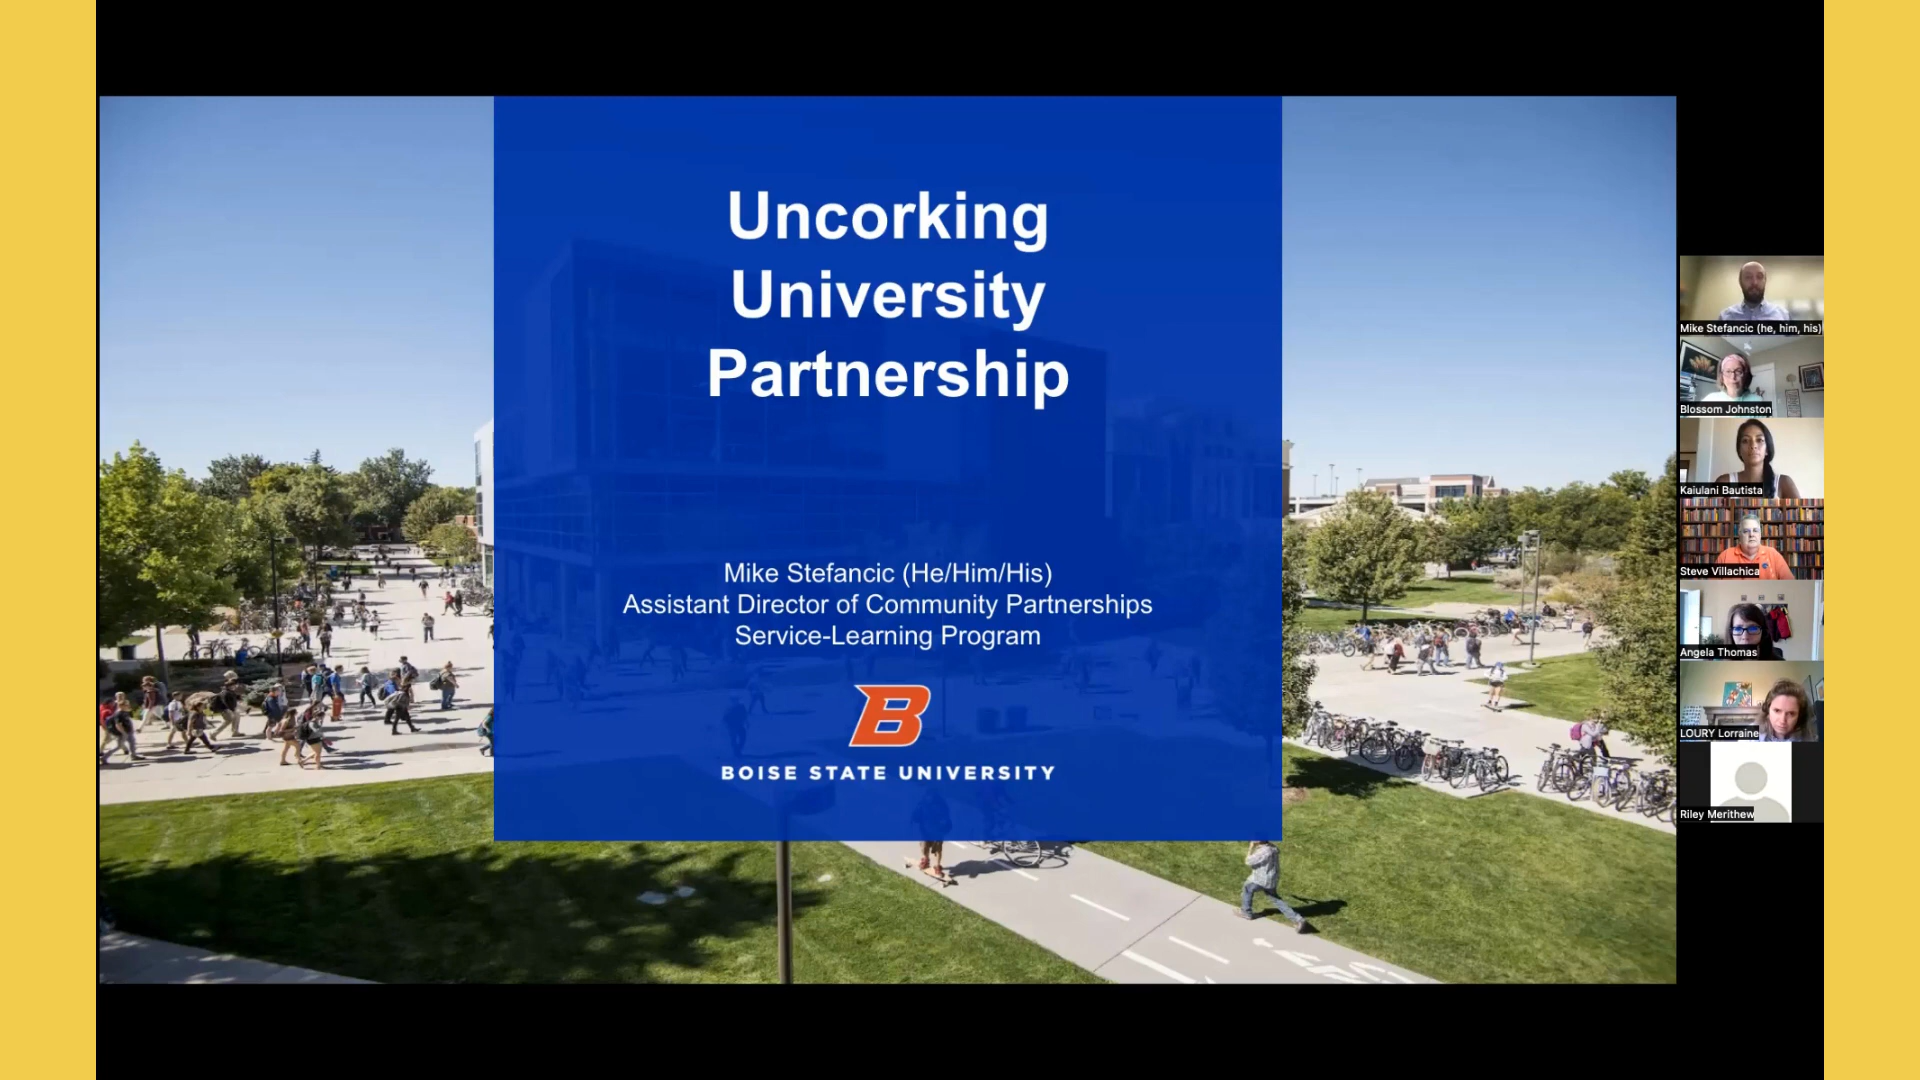 Uncorking
University
Partnership
Mike Stefancic (He/Him/His)
Assistant Director of Community Partnerships
Service-Learning Program
B
BOISE STATE UNIVERSITY
Mike Stefancic (he, him, his)
Blossom Johnston
Kaiulani Bautista
Steve Villachica
Angela Thomas
LOURY Lorraine
Riley Merithew